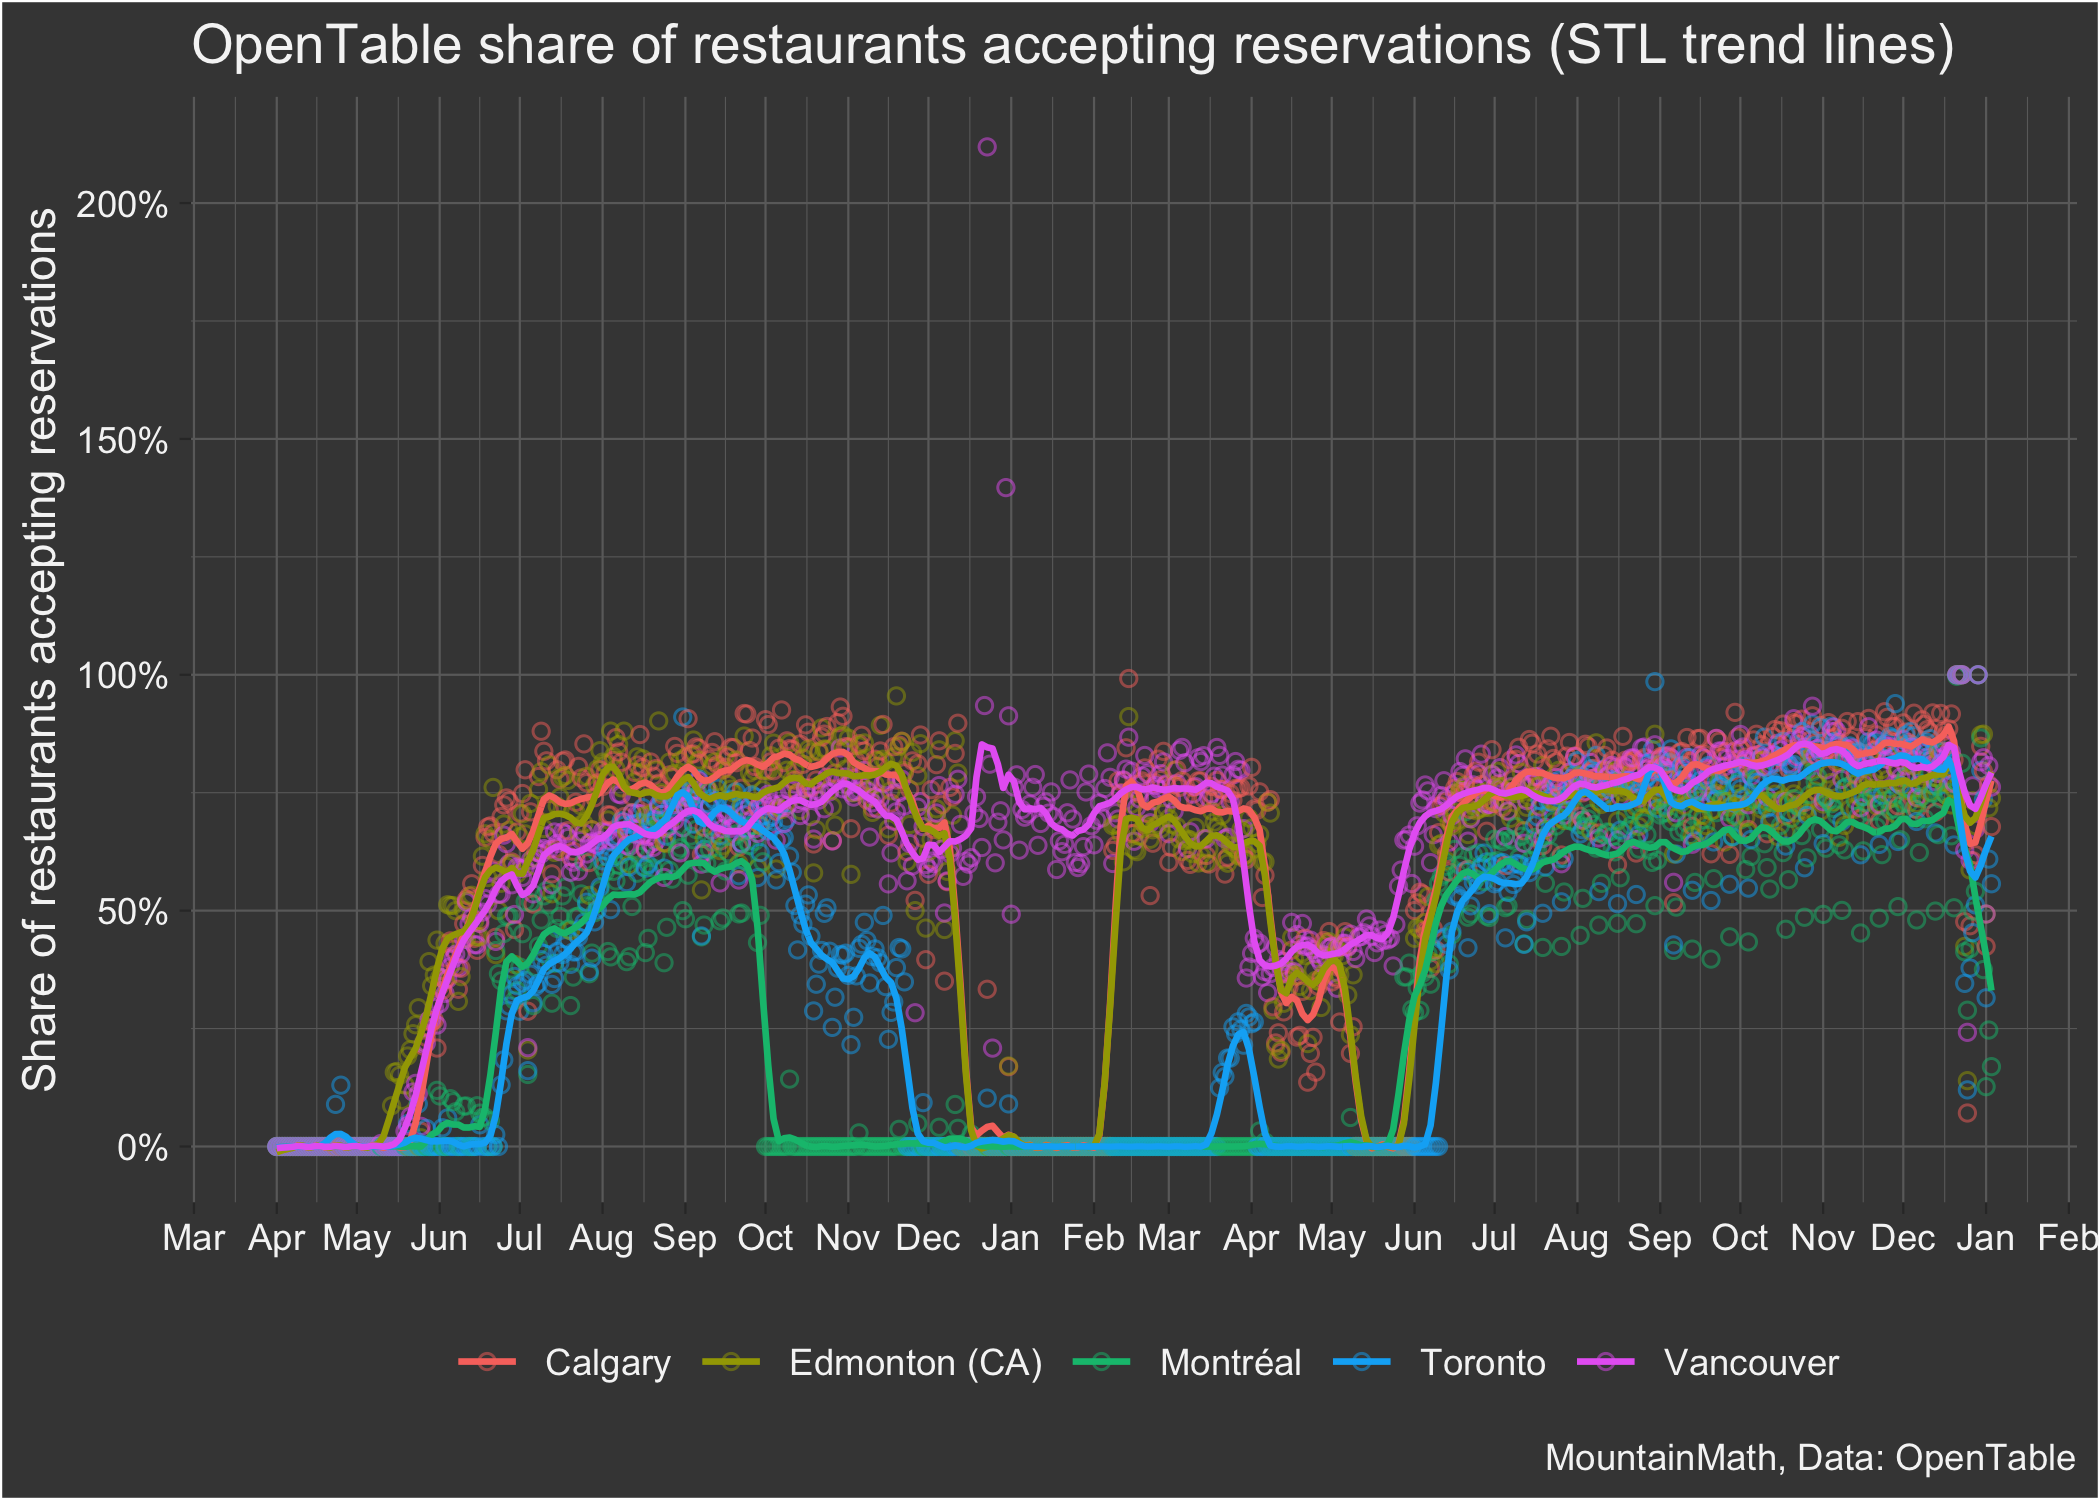 OpenTable share of restaurants accepting reservations (STL trend lines)
Share of restaurants accepting reservations
200%
150%
100%
50%
0%
Mar Apr May Jun Jul Aug Sep Oct Nov Dec Jan Feb Mar Apr May Jun Jul Aug Sep Oct Nov Dec Jan Feb
Calgary Edmonton (CA) Montréal Toronto Vancouver
MountainMath, Data: OpenTable